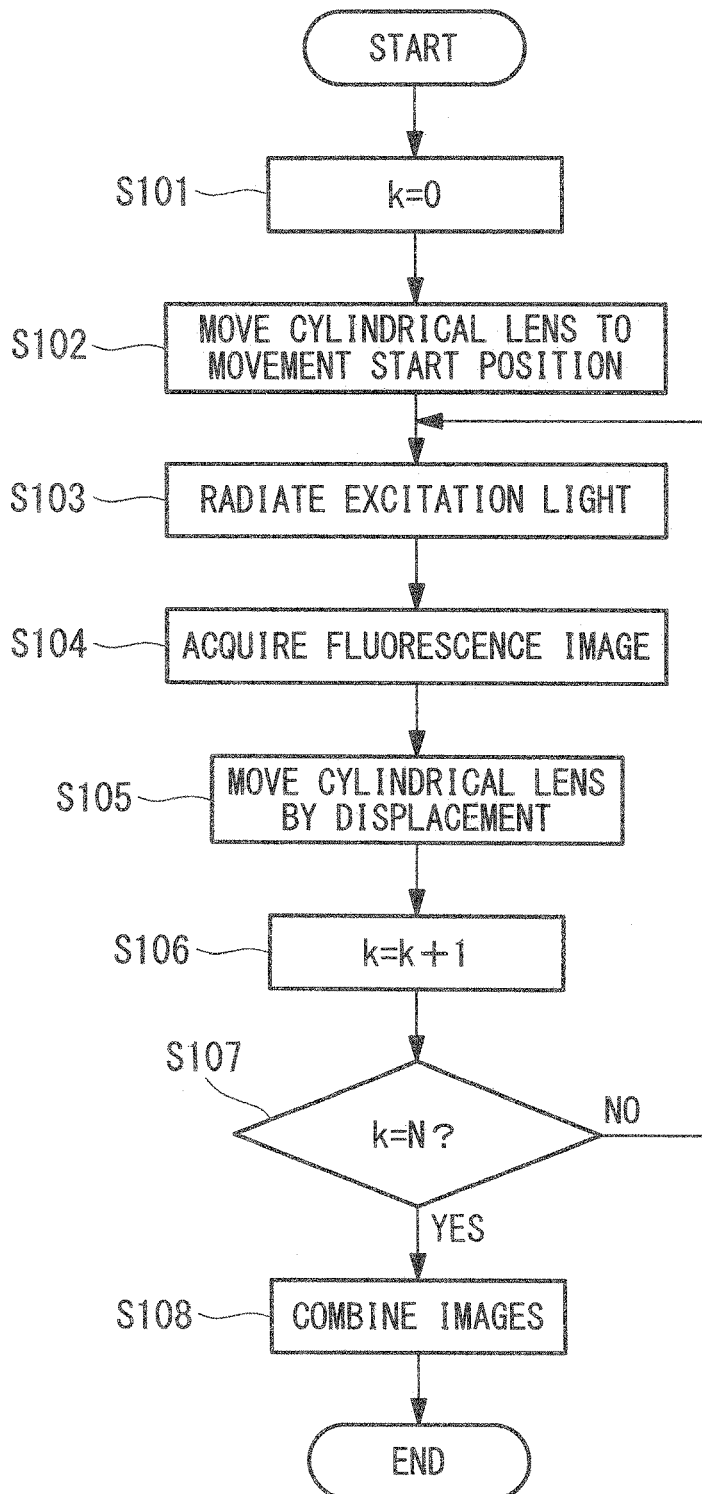 START
S101
k=0
S102
MOVE CYLINDRICAL LENS TO
MOVEMENT START POSITION
S103
RADIATE EXCITATION LIGHT
S104
ACQUIRE FLUORESCENCE IMAGE
S105
MOVE CYLINDRICAL LENS
BY DISPLACEMENT
S106
k=k+1
S107
k=N?
NO
YES
S108
COMBINE IMAGES
END